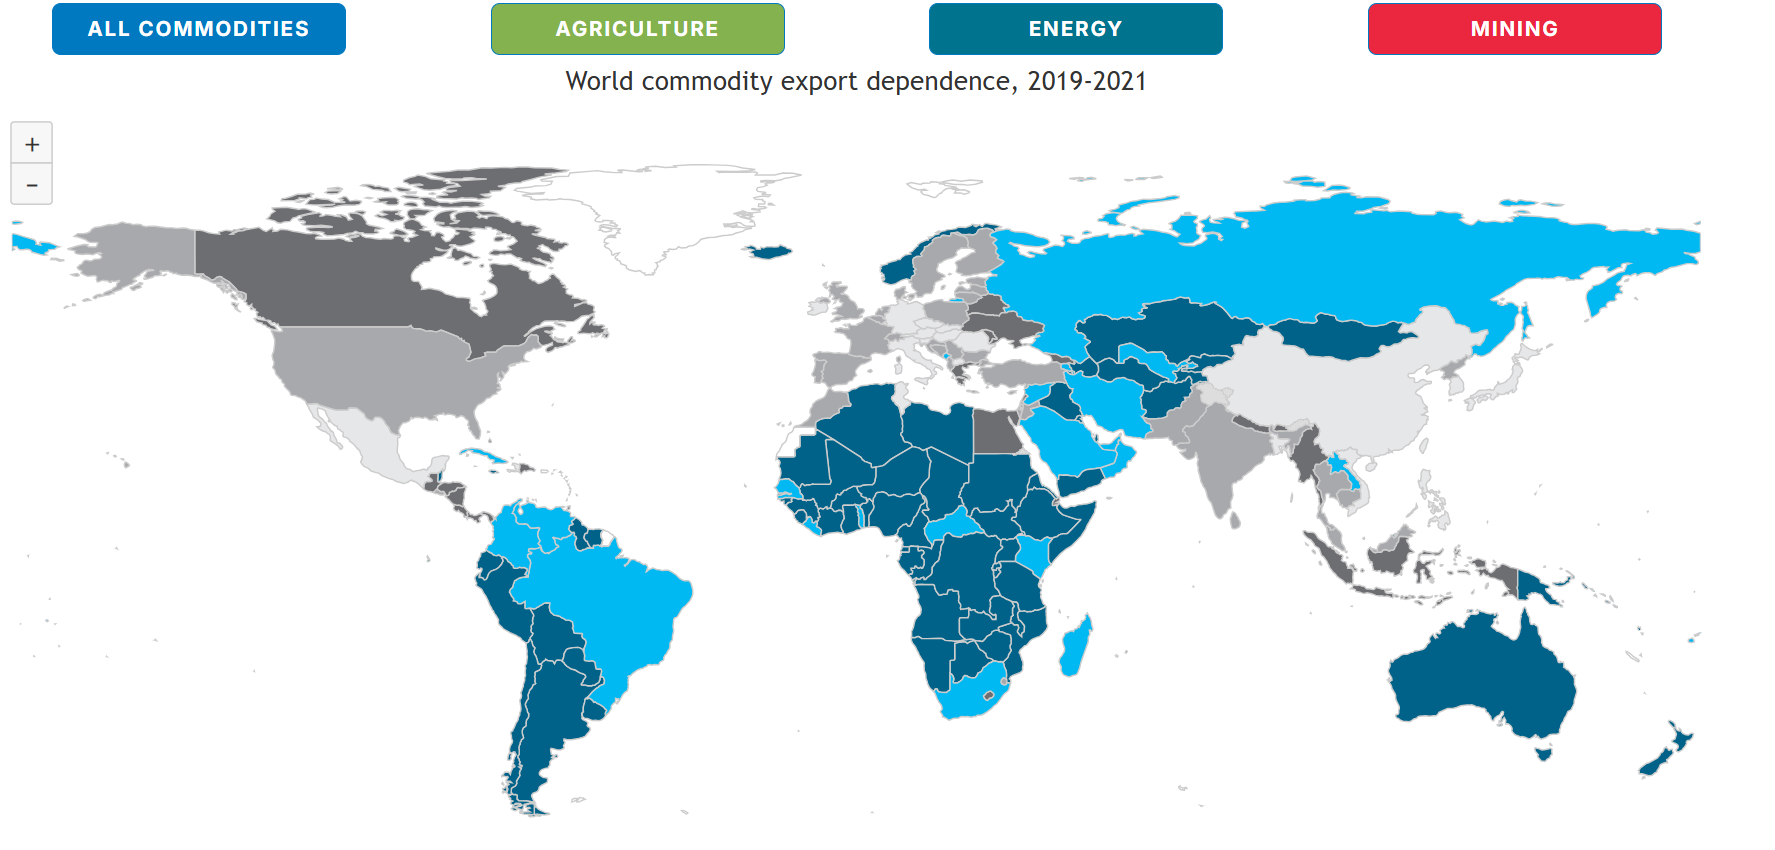 ALL COMMODITIES
AGRICULTURE
ENERGY
MINING
World commodity export dependence, 2019-2021
+
−